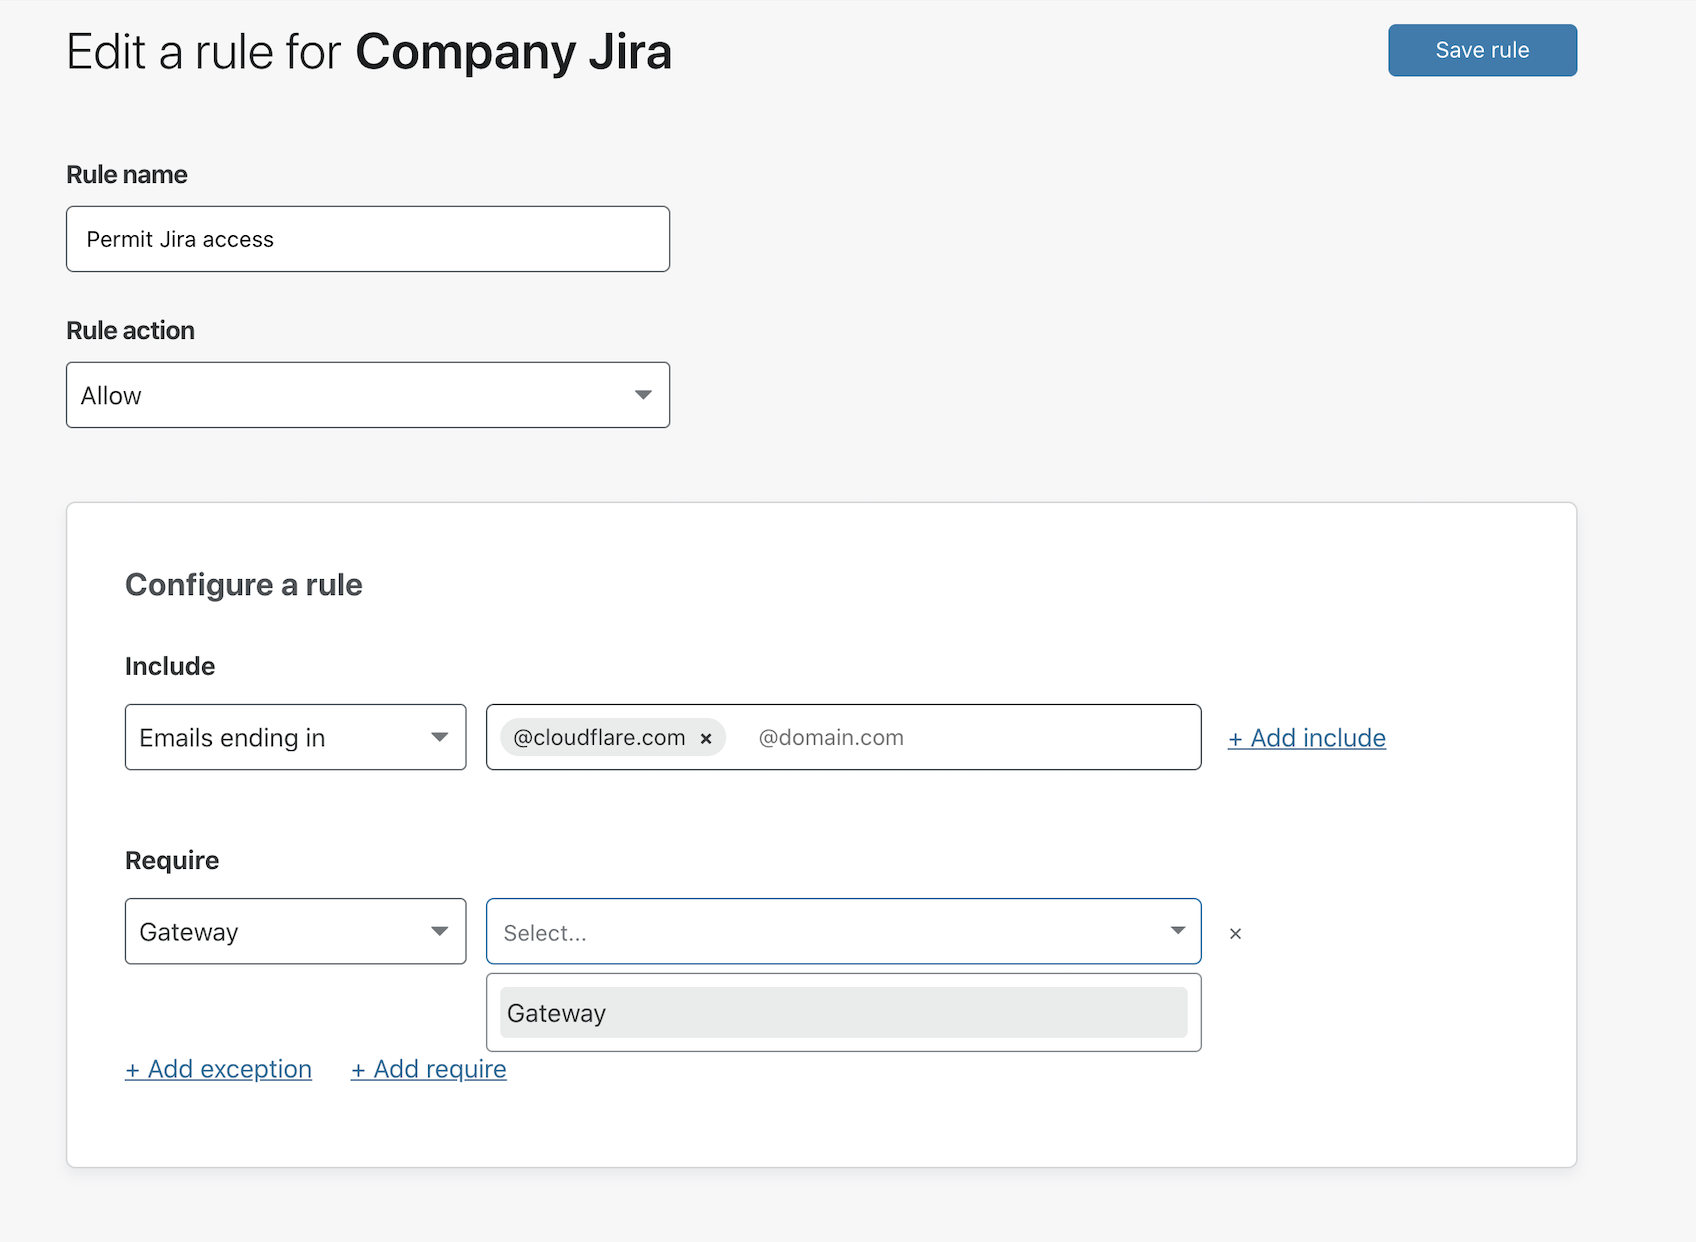 Edit a rule for Company Jira
Save rule
Rule name
Permit Jira access
Rule action
Allow
Configure a rule
Include
Emails ending in
@cloudflare.com ×
@domain.com
+ Add include
Require
Gateway
Select...
×
Gateway
+ Add exception
+ Add require